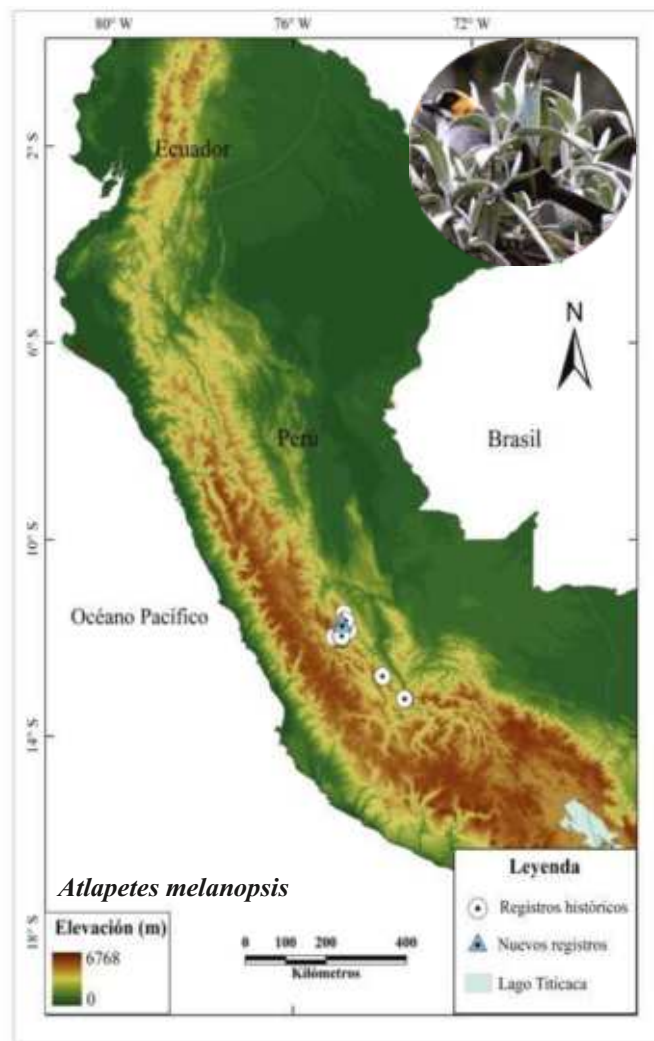 80° W
76° W
72° W
2° S
Ecuador
6° S
N
Perú
Brasil
10° S
Océano Pacífico
14° S
Atlapetes melanopsis
18° S
Elevación (m)
6768
0
0 100 200 400
Kilómetros
Leyenda
Registros históricos
Nuevos registros
Lago Titicaca